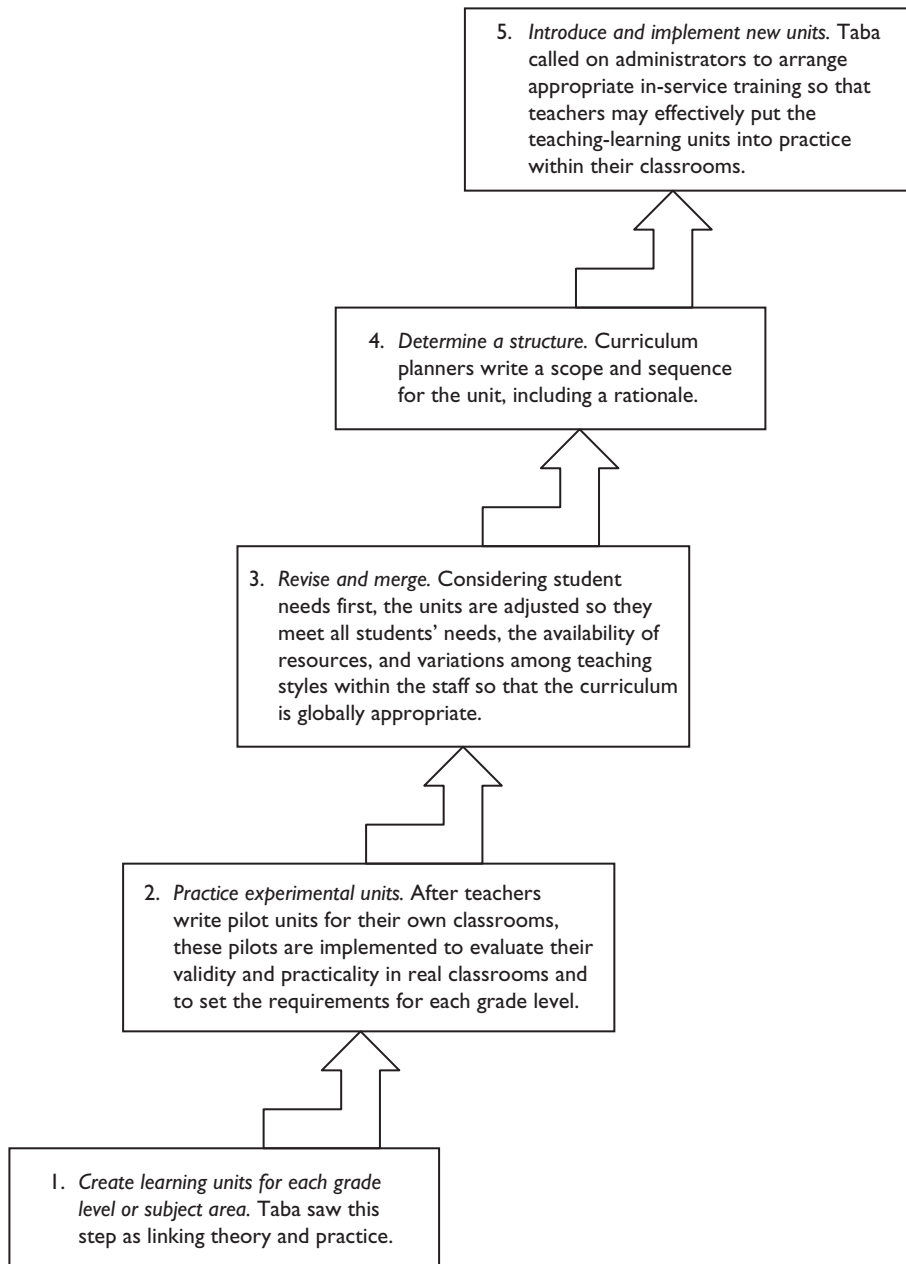 5. Introduce and implement new units. Taba
called on administrators to arrange
appropriate in-service training so that
teachers may effectively put the
teaching-learning units into practice
within their classrooms.
4. Determine a structure. Curriculum
planners write a scope and sequence
for the unit, including a rationale.
3. Revise and merge. Considering student
needs first, the units are adjusted so they
meet all students’ needs, the availability of
resources, and variations among teaching
styles within the staff so that the curriculum
is globally appropriate.
2. Practice experimental units. After teachers
write pilot units for their own classrooms,
these pilots are implemented to evaluate their
validity and practicality in real classrooms and
to set the requirements for each grade level.
1. Create learning units for each grade
level or subject area. Taba saw this
step as linking theory and practice.